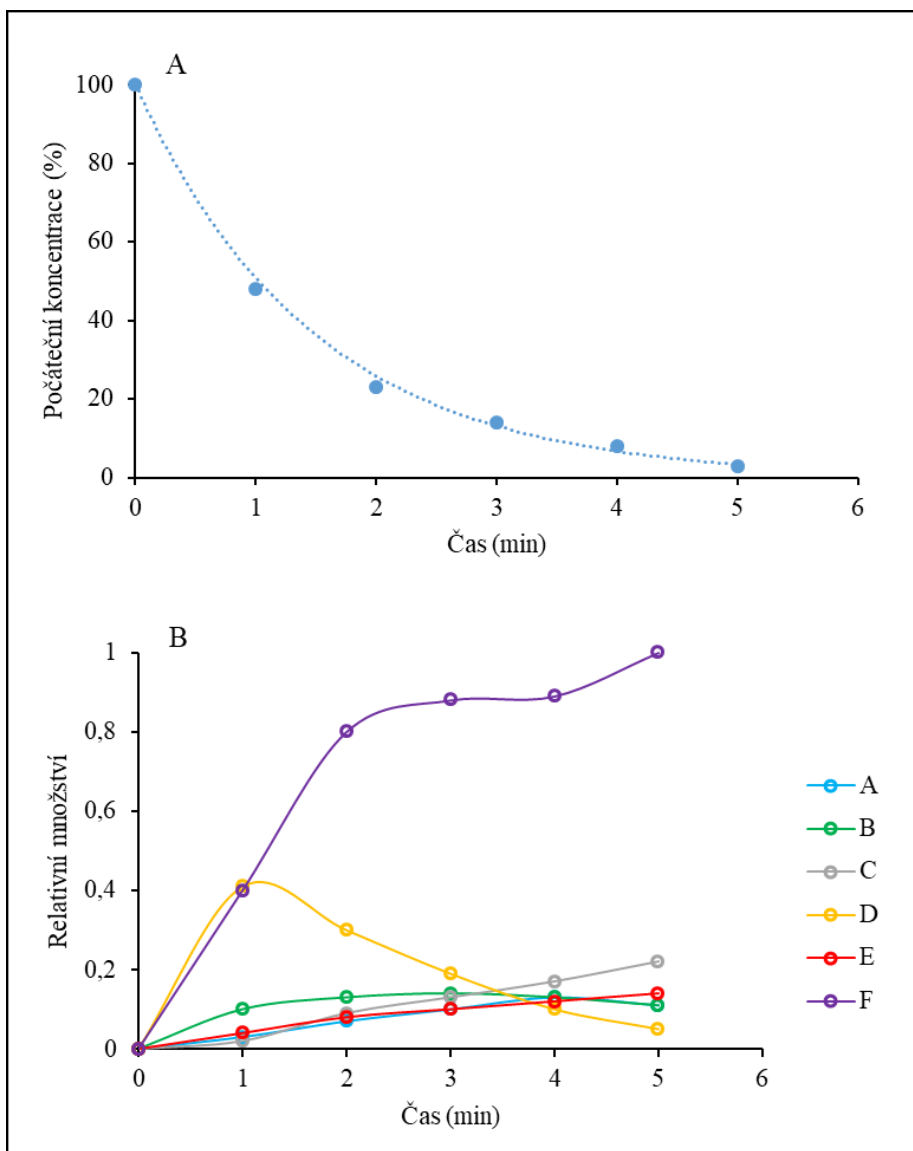 A
Počáteční koncentrace (%)
100
80
60
40
20
0
0 1 2 3 4 5 6
Čas (min)
B
Relativní množství
1
0,8
0,6
0,4
0,2
0
0 1 2 3 4 5 6
Čas (min)
A
B
C
D
E
F